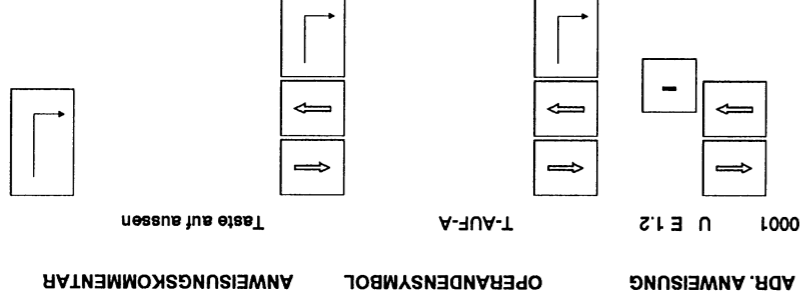 ADR. ANWEISUNG OPERANDENSYMBOL ANWEISUNGSKOMMENTAR
0001 U E 1.2 T-AUF-A Taste auf aussen
-